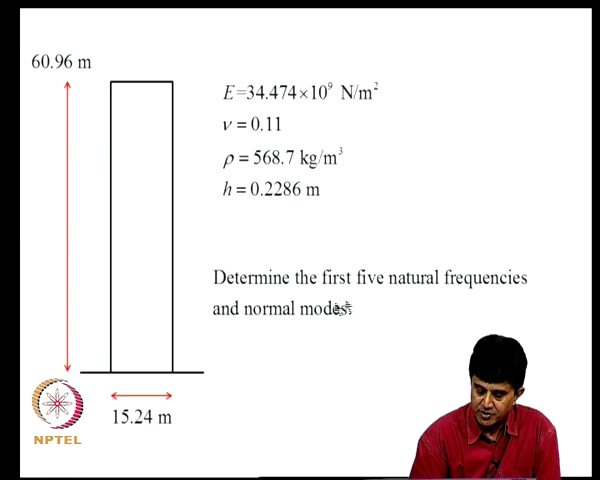 60.96 m
E=34.474×10⁹ N/m²
ν = 0.11
ρ = 568.7 kg/m³
h = 0.2286 m
Determine the first five natural frequencies
and normal modes
15.24 m
NPTEL